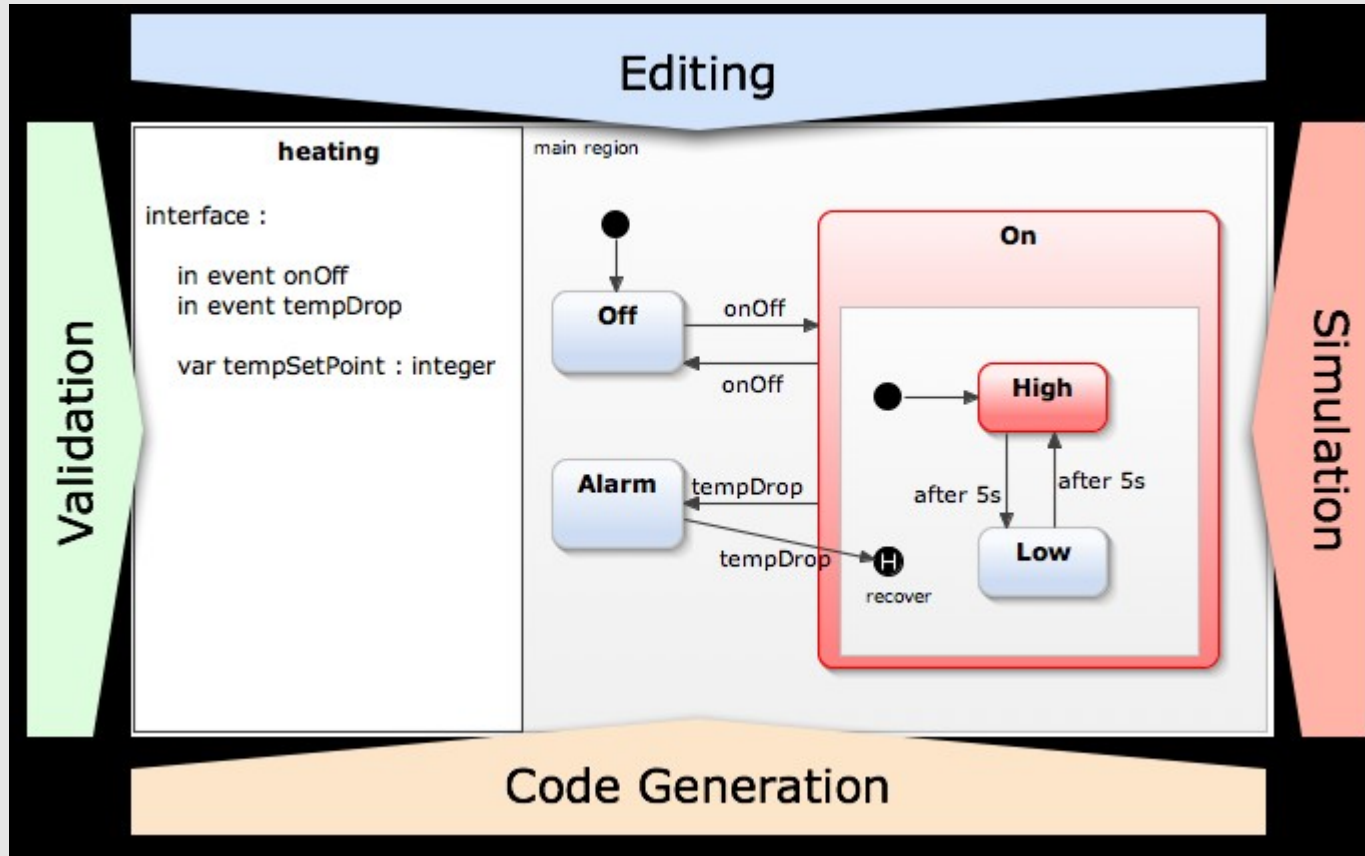 Editing
Validation
heating
interface :
in event onOff
in event tempDrop
var tempSetPoint : integer
main region
Off
onOff
onOff
Alarm
tempDrop
tempDrop
On
High
after 5s
after 5s
Low
H
recover
Simulation
Code Generation